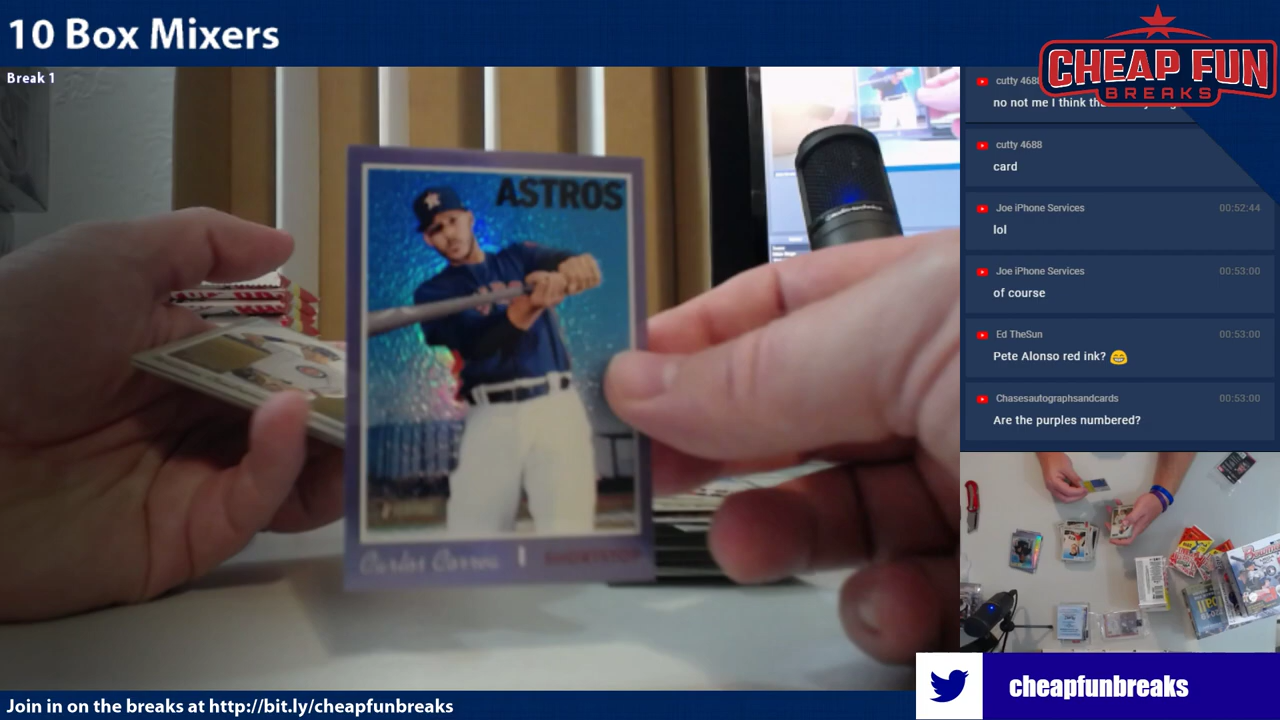 10 Box Mixers
Break 1
CHEAP FUN
BREAKS
cutty 468
no not me I think
cutty 4688
card
Joe iPhone Services 00:52:44
lol
Joe iPhone Services 00:53:00
of course
Ed TheSun 00:53:00
Pete Alonso red ink? 😄
Chasesautographsandcards 00:53:00
Are the purples numbered?
ASTROS
Carlos Correa
SHORTSTOP
cheapfunbreaks
Join in on the breaks at http://bit.ly/cheapfunbreaks